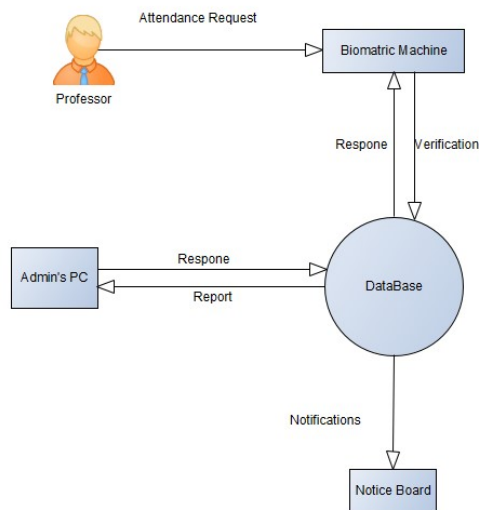 Attendance Request
Biomatric Machine
Professor
Respone
Verification
Respone
Admin's PC
DataBase
Report
Notifications
Notice Board